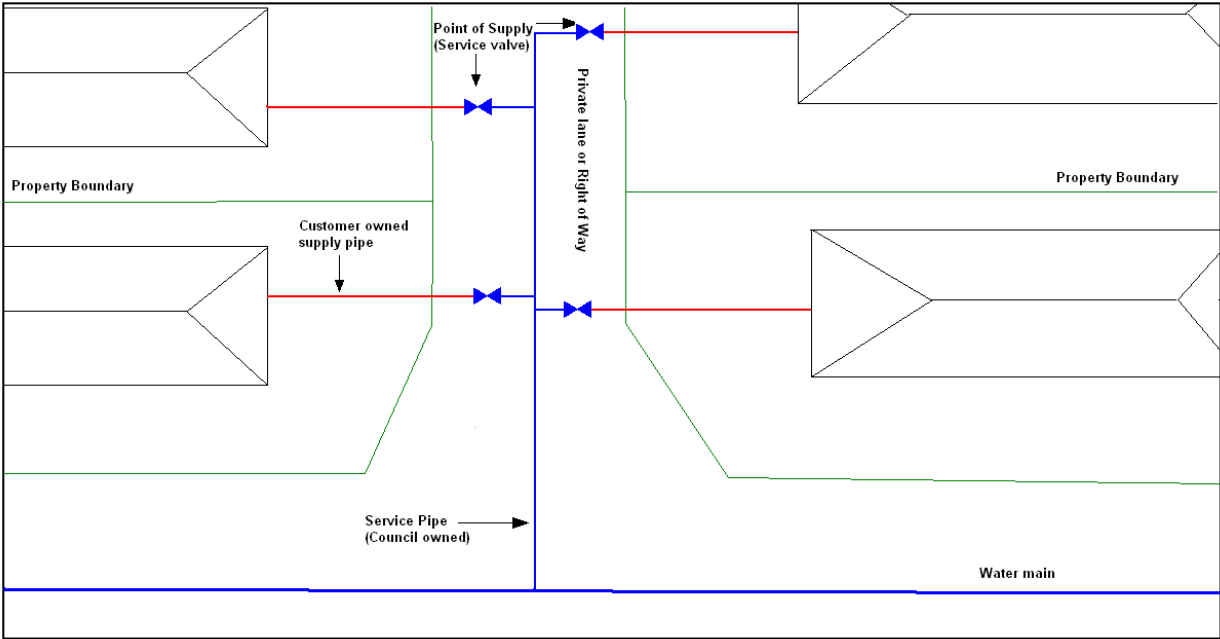 Point of Supply
(Service valve)
Private lane or Right of Way
Property Boundary
Property Boundary
Customer owned
supply pipe
Service Pipe
(Council owned)
Water main